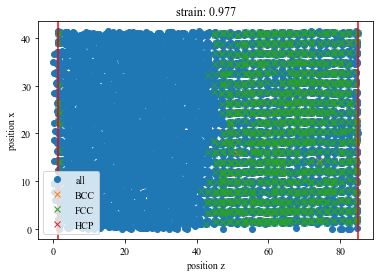 strain: 0.977
position x
40
30
20
10
0
all
BCC
FCC
HCP
0
20
40
60
80
position z